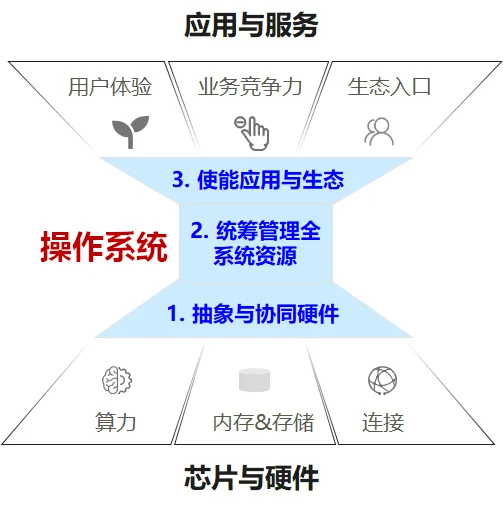 应用与服务
用户体验
业务竞争力
生态入口
3. 使能应用与生态
操作系统
2. 统筹管理全
系统资源
1. 抽象与协同硬件
算力
内存&存储
连接
芯片与硬件